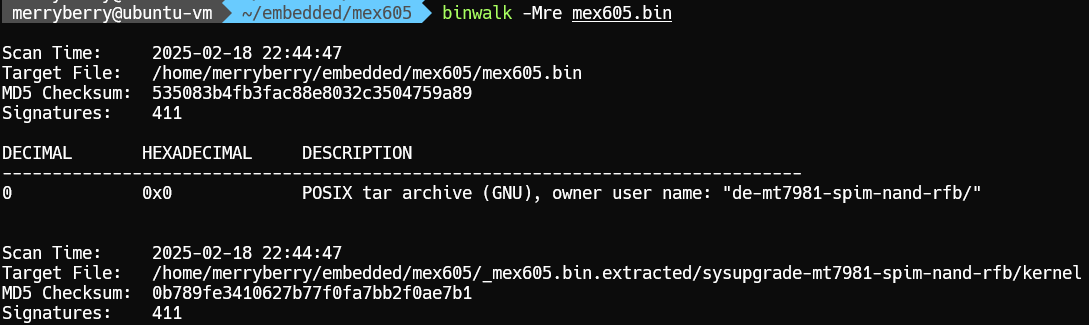 merryberry@ubuntu-vm ~/embedded/mex605 binwalk -Mre mex605.bin
Scan Time: 2025-02-18 22:44:47
Target File: /home/merryberry/embedded/mex605/mex605.bin
MD5 Checksum: 535083b4fb3fac88e8032c3504759a89
Signatures: 411
DECIMAL HEXADECIMAL DESCRIPTION
--------------------------------------------------------------------------------
0 0x0 POSIX tar archive (GNU), owner user name: "de-mt7981-spim-nand-rfb/"
Scan Time: 2025-02-18 22:44:47
Target File: /home/merryberry/embedded/mex605/_mex605.bin.extracted/sysupgrade-mt7981-spim-nand-rfb/kernel
MD5 Checksum: 0b789fe3410627b77f0fa7bb2f0ae7b1
Signatures: 411